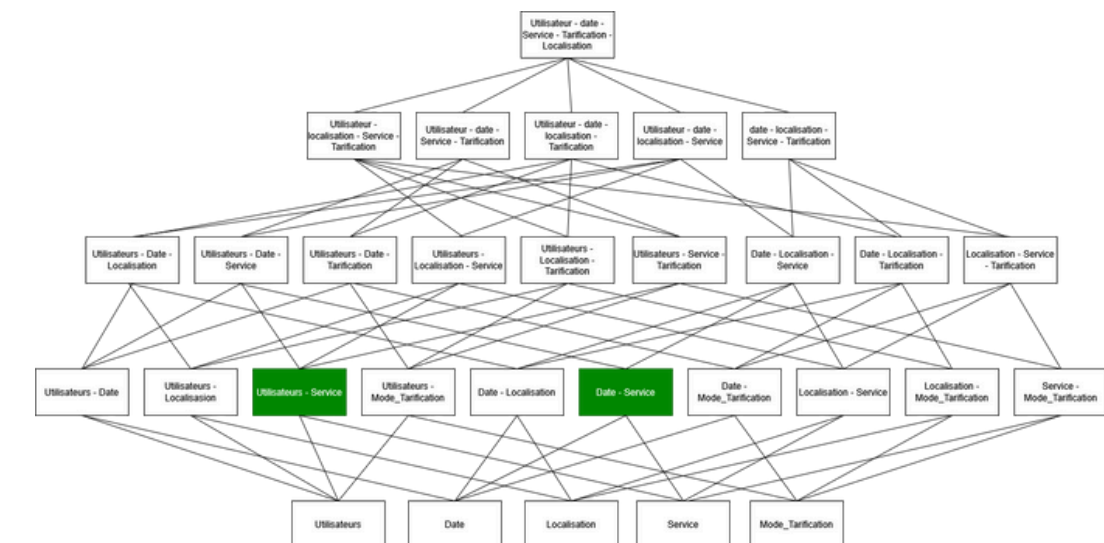 Utilisateur - date -
Service - Tarification -
Localisation
Utilisateur -
localisation - Service -
Tarification
Utilisateur - date -
Service - Tarification
Utilisateur - date -
localisation -
Tarification
Utilisateur - date -
localisation - Service
date - localisation -
Service - Tarification
Utilisateurs - Date -
Localisation
Utilisateurs - Date -
Service
Utilisateurs - Date -
Tarification
Utilisateurs -
Localisation - Service
Utilisateurs -
Localisation -
Tarification
Utilisateurs - Service -
Tarification
Date - Localisation -
Service
Date - Localisation -
Tarification
Localisation - Service
- Tarification
Utilisateurs - Date
Utilisateurs -
Localisasion
Utilisateurs - Service
Utilisateurs -
Mode_Tarification
Date - Localisation
Date - Service
Date -
Mode_Tarification
Localisation - Service
Localisation -
Mode_Tarification
Service -
Mode_Tarification
Utilisateurs
Date
Localisation
Service
Mode_Tarification